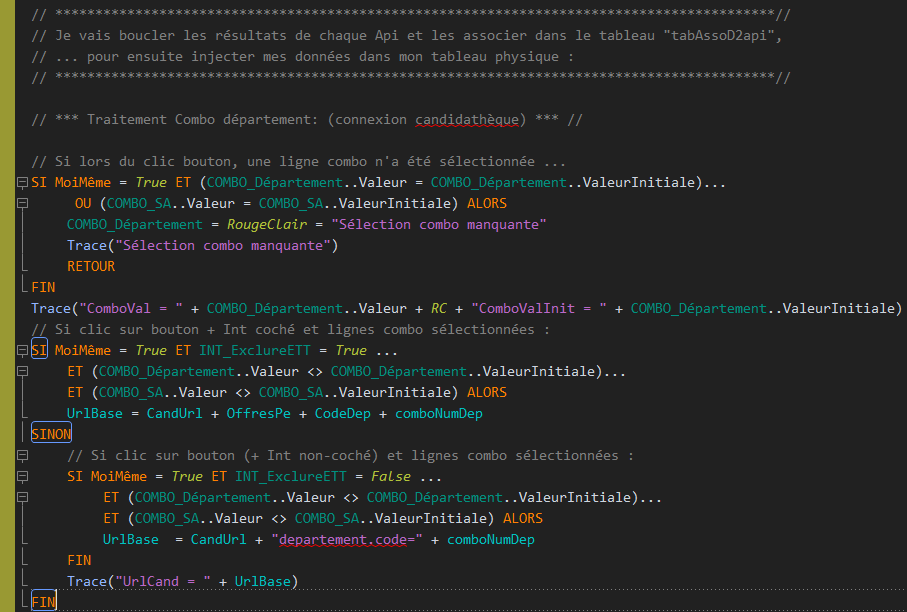 // *******************************************************************************************//
// Je vais boucler les résultats de chaque Api et les associer dans le tableau "tabAssoD2api",
// ... pour ensuite injecter mes données dans mon tableau physique :
// *******************************************************************************************//
// *** Traitement Combo département: (connexion candidathèque) *** //
// Si lors du clic bouton, une ligne combo n'a été sélectionnée ...
SI MoiMême = True ET (COMBO_Département..Valeur = COMBO_Département..ValeurInitiale)...
OU (COMBO_SA..Valeur = COMBO_SA..ValeurInitiale) ALORS
COMBO_Département = RougeClair = "Sélection combo manquante"
Trace("Sélection combo manquante")
RETOUR
FIN
Trace("ComboVal = " + COMBO_Département..Valeur + RC + "ComboValInit = " + COMBO_Département..ValeurInitiale)
// Si clic sur bouton + Int coché et lignes combo sélectionnées :
SI MoiMême = True ET INT_ExclureETT = True ...
ET (COMBO_Département..Valeur <> COMBO_Département..ValeurInitiale)...
ET (COMBO_SA..Valeur <> COMBO_SA..ValeurInitiale) ALORS
UrlBase = CandUrl + OffresPe + CodeDep + comboNumDep
SINON
// Si clic sur bouton (+ Int non-coché) et lignes combo sélectionnées :
SI MoiMême = True ET INT_ExclureETT = False ...
ET (COMBO_Département..Valeur <> COMBO_Département..ValeurInitiale)...
ET (COMBO_SA..Valeur <> COMBO_SA..ValeurInitiale) ALORS
UrlBase  = CandUrl + "departement.code=" + comboNumDep
FIN
Trace("UrlCand = " + UrlBase)
FIN